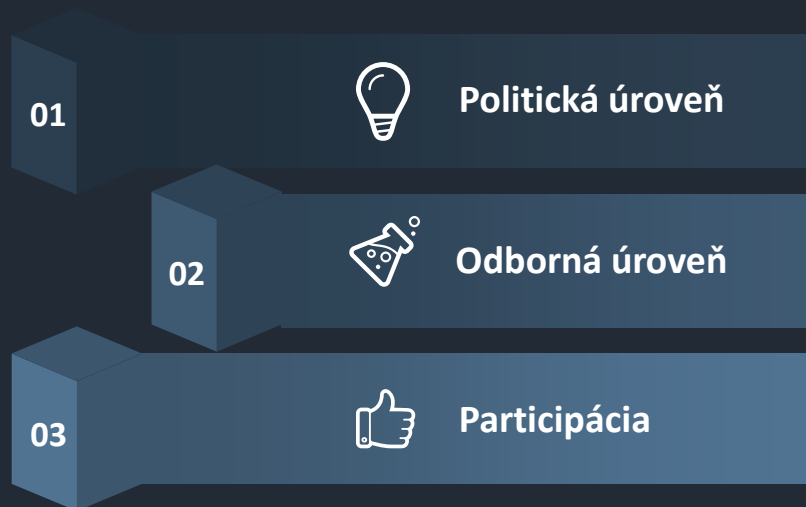 01
Politická úroveň
02
Odborná úroveň
03
Participácia